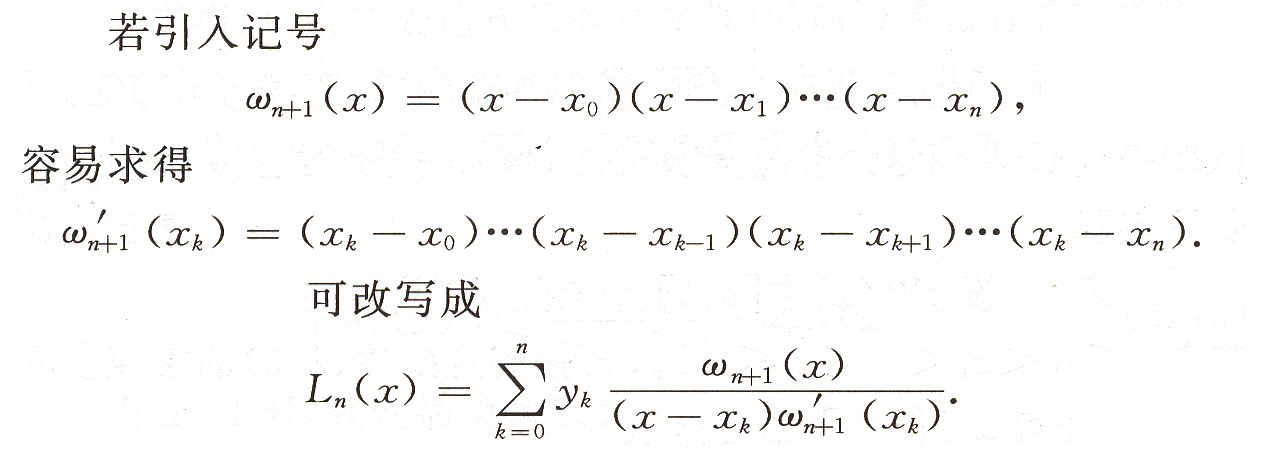 若引入记号
ω_{n+1}(x) = (x − x_0)(x − x_1)⋯(x − x_n),
容易求得
ω′_{n+1}(x_k) = (x_k − x_0)⋯(x_k − x_{k−1})(x_k − x_{k+1})⋯(x_k − x_n).
可改写成
L_n(x) = \sum_{k=0}^{n} y_k \frac{ω_{n+1}(x)}{(x − x_k)ω′_{n+1}(x_k)}.